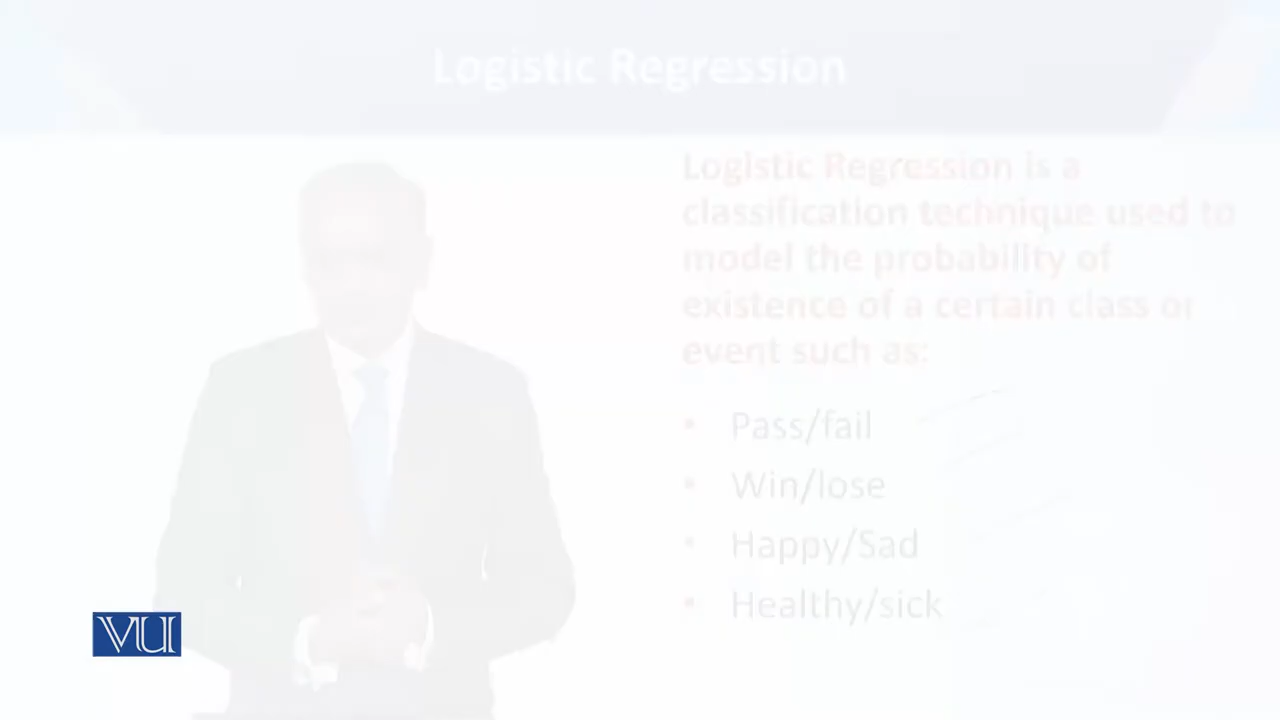 Logistic Regression
Logistic Regression is a
classification technique used to
model the probability of
existence of a certain class or
event such as:
• Pass/fail
• Win/lose
• Happy/Sad
• Healthy/sick
VU